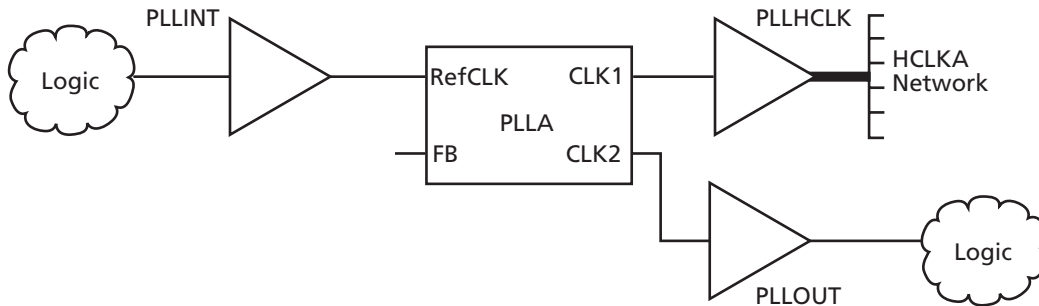 PLLINT
PLLHCLK
Logic
RefCLK
CLK1
HCLKA
Network
PLLA
FB
CLK2
Logic
PLLOUT